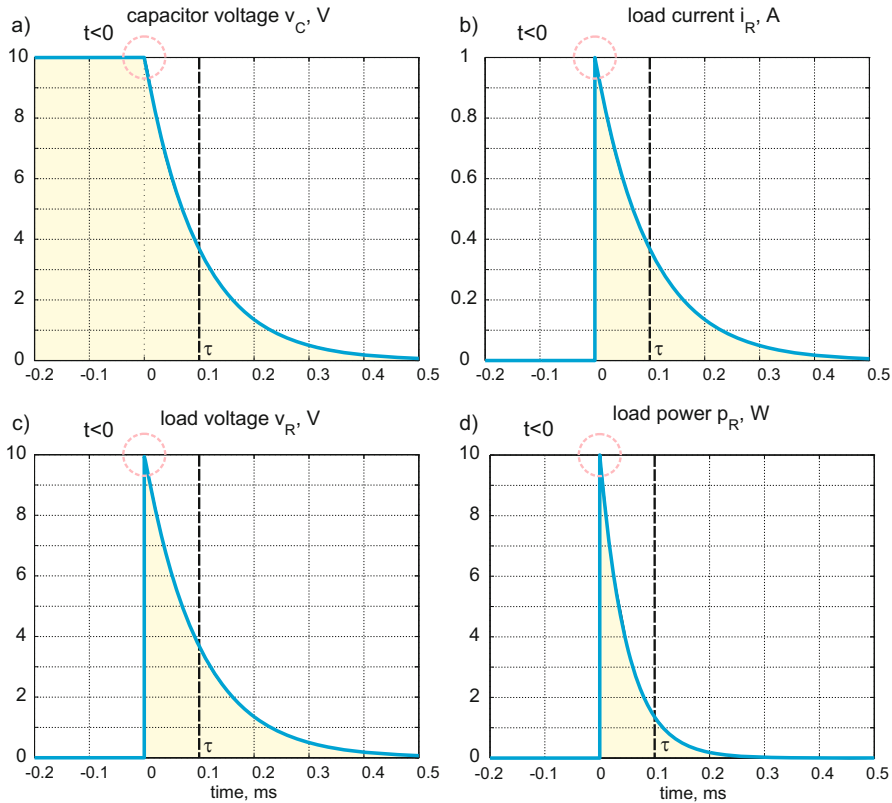 a) capacitor voltage v_C, V
t<0
10
8
6
4
2
0
τ
-0.2 -0.1 0 0.1 0.2 0.3 0.4 0.5
b) load current i_R, A
t<0
1
0.8
0.6
0.4
0.2
0
τ
-0.2 -0.1 0 0.1 0.2 0.3 0.4 0.5
c) load voltage v_R, V
t<0
10
8
6
4
2
0
τ
-0.2 -0.1 0 0.1 0.2 0.3 0.4 0.5
time, ms
d) load power p_R, W
t<0
10
8
6
4
2
0
τ
-0.2 -0.1 0 0.1 0.2 0.3 0.4 0.5
time, ms